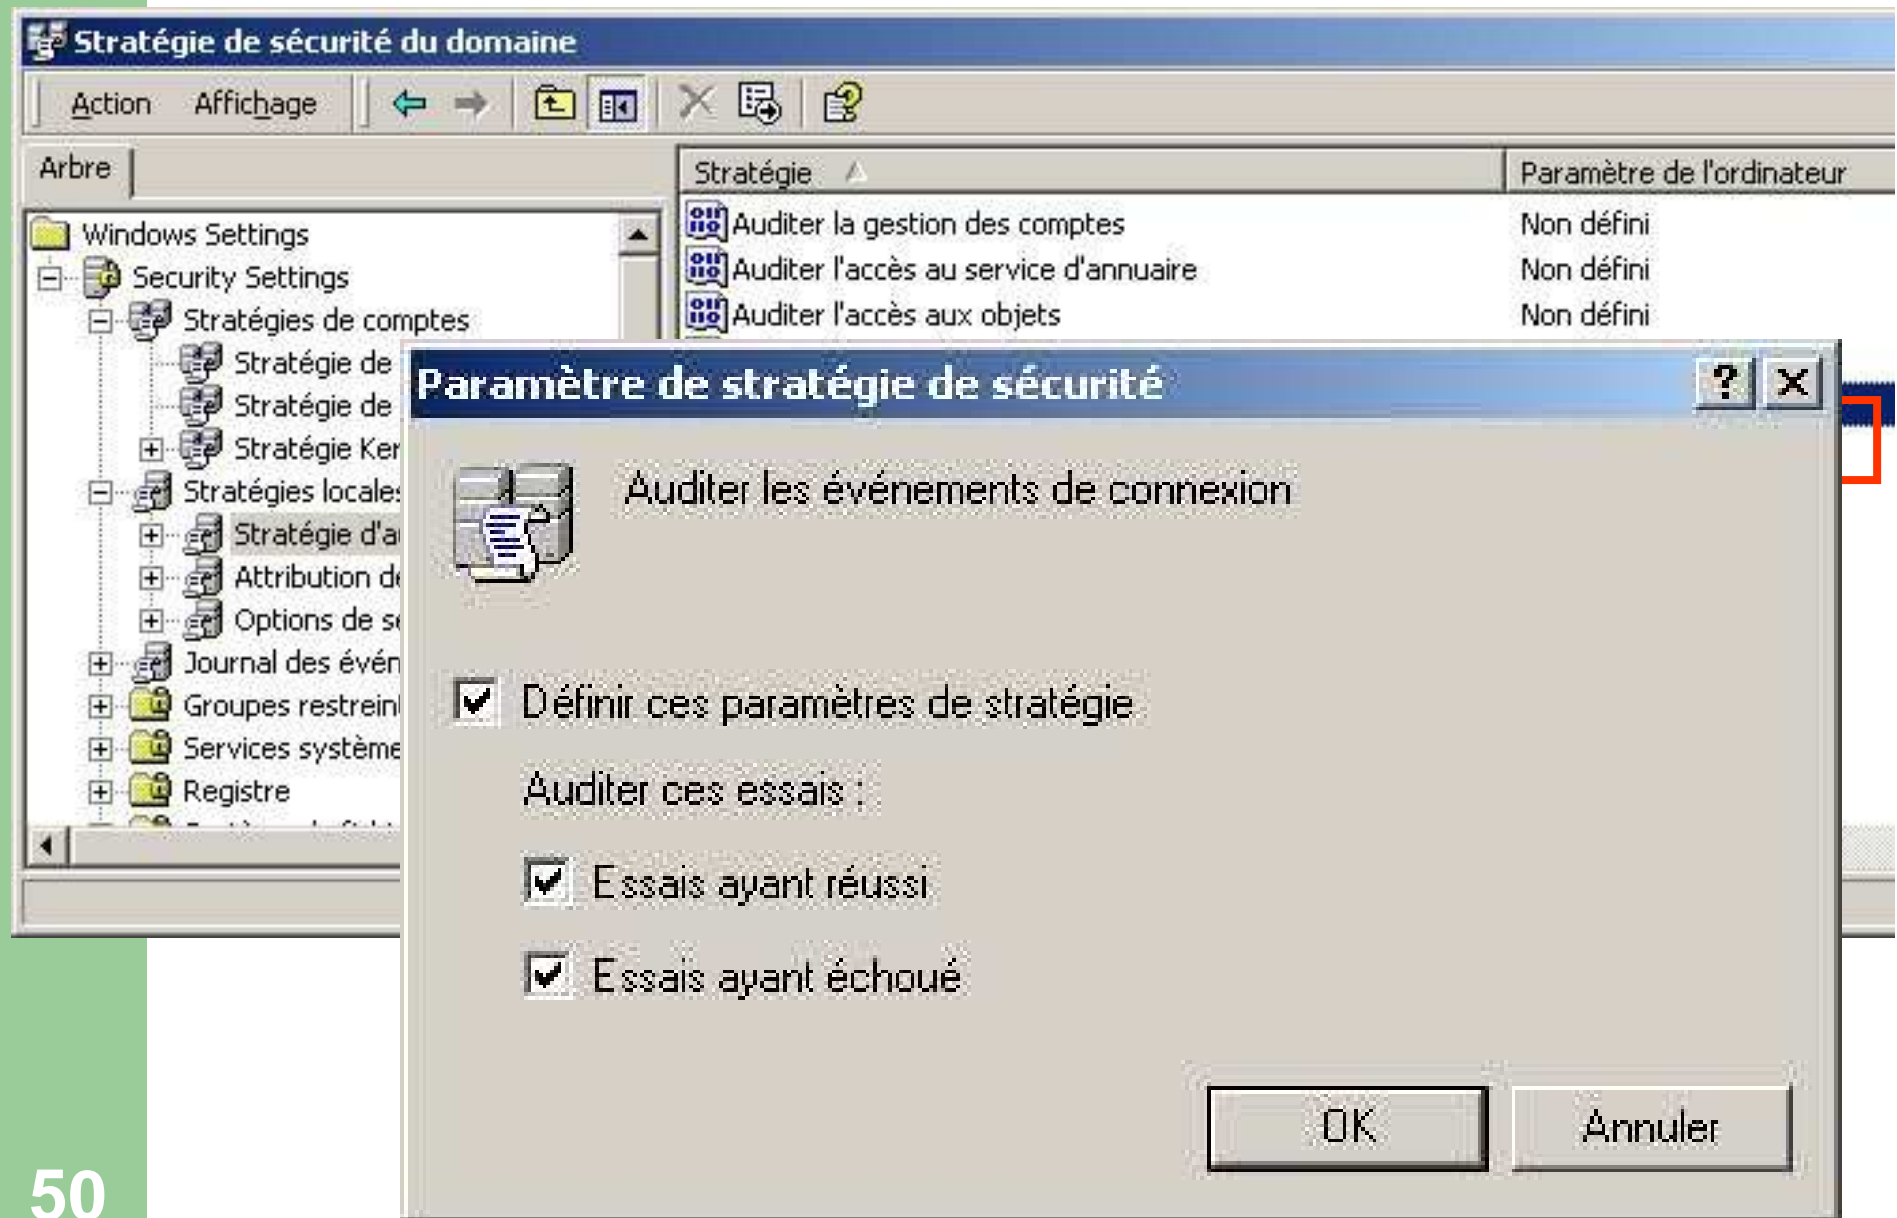 Stratégie de sécurité du domaine
Action Affichage
Arbre
Stratégie Paramètre de l'ordinateur
Windows Settings
Security Settings
Stratégies de comptes
Stratégie de
Stratégie de
Stratégie Ker
Stratégies locales
Stratégie d'a
Attribution de
Options de se
Journal des évén
Groupes restrein
Services système
Registre
Auditer la gestion des comptes Non défini
Auditer l'accès au service d'annuaire Non défini
Auditer l'accès aux objets Non défini
Paramètre de stratégie de sécurité
Auditer les événements de connexion
Définir ces paramètres de stratégie
Auditer ces essais :
Essais ayant réussi
Essais ayant échoué
OK Annuler
50